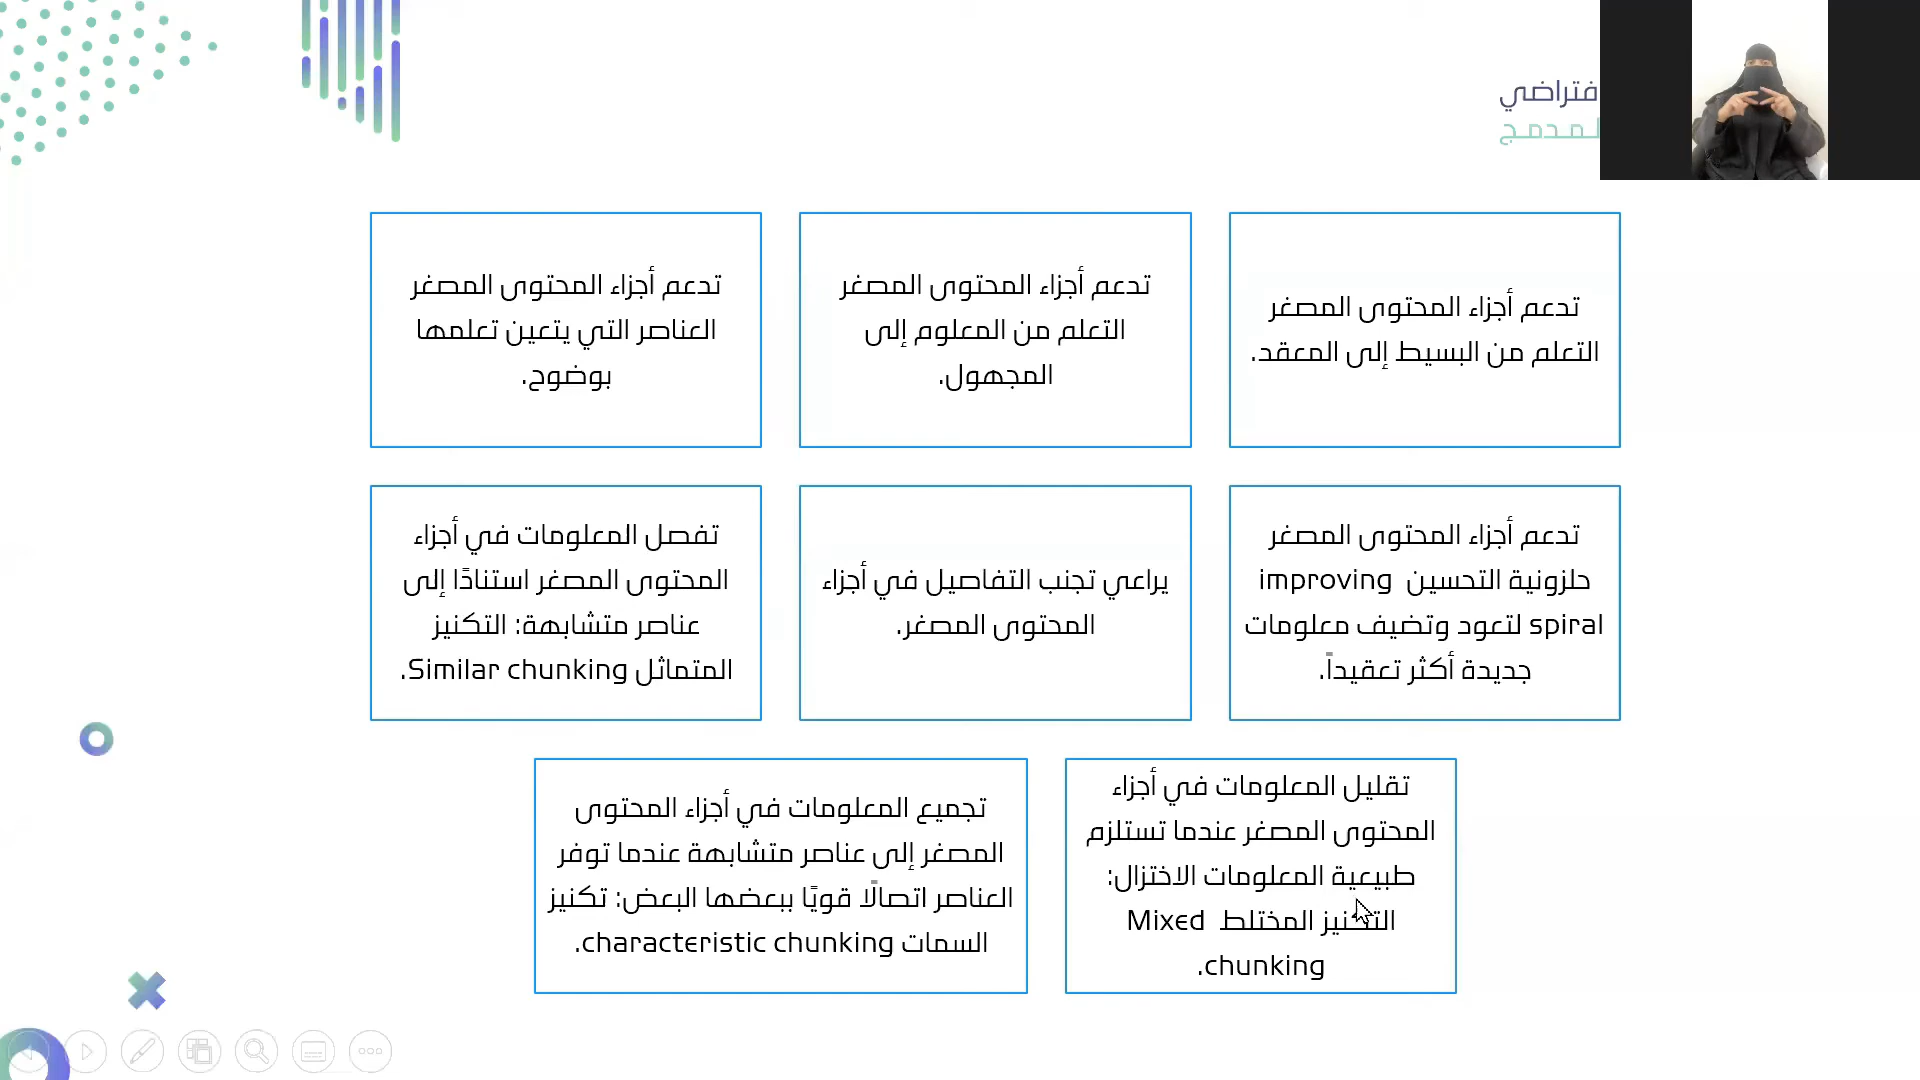 فتراضي
لـمـدمـج
تدعم أجزاء المحتوى المصغر
التعلم من البسيط إلى المعقد.
تدعم أجزاء المحتوى المصغر
التعلم من المعلوم إلى
المجهول.
تدعم أجزاء المحتوى المصغر
العناصر التي يتعين تعلمها
بوضوح.
تدعم أجزاء المحتوى المصغر
حلزونية التحسين improving
spiral لتعود وتضيف معلومات
جديدة أكثر تعقيداً.
يراعي تجنب التفاصيل في أجزاء
المحتوى المصغر.
تفصل المعلومات في أجزاء
المحتوى المصغر استنادًا إلى
عناصر متشابهة: التكنيز
المتماثل Similar chunking.
تقليل المعلومات في أجزاء
المحتوى المصغر عندما تستلزم
طبيعية المعلومات الاختزال:
التكنيز المختلط Mixed
chunking.
تجميع المعلومات في أجزاء المحتوى
المصغر إلى عناصر متشابهة عندما توفر
العناصر اتصالًا قويًا ببعضها البعض: تكنيز
السمات characteristic chunking.